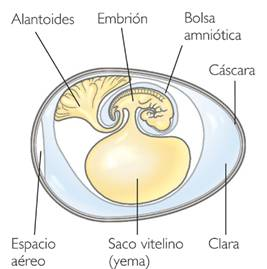 Alantoides
Embrión
Bolsa
amniótica
Cáscara
Espacio
aéreo
Saco vitelino
(yema)
Clara